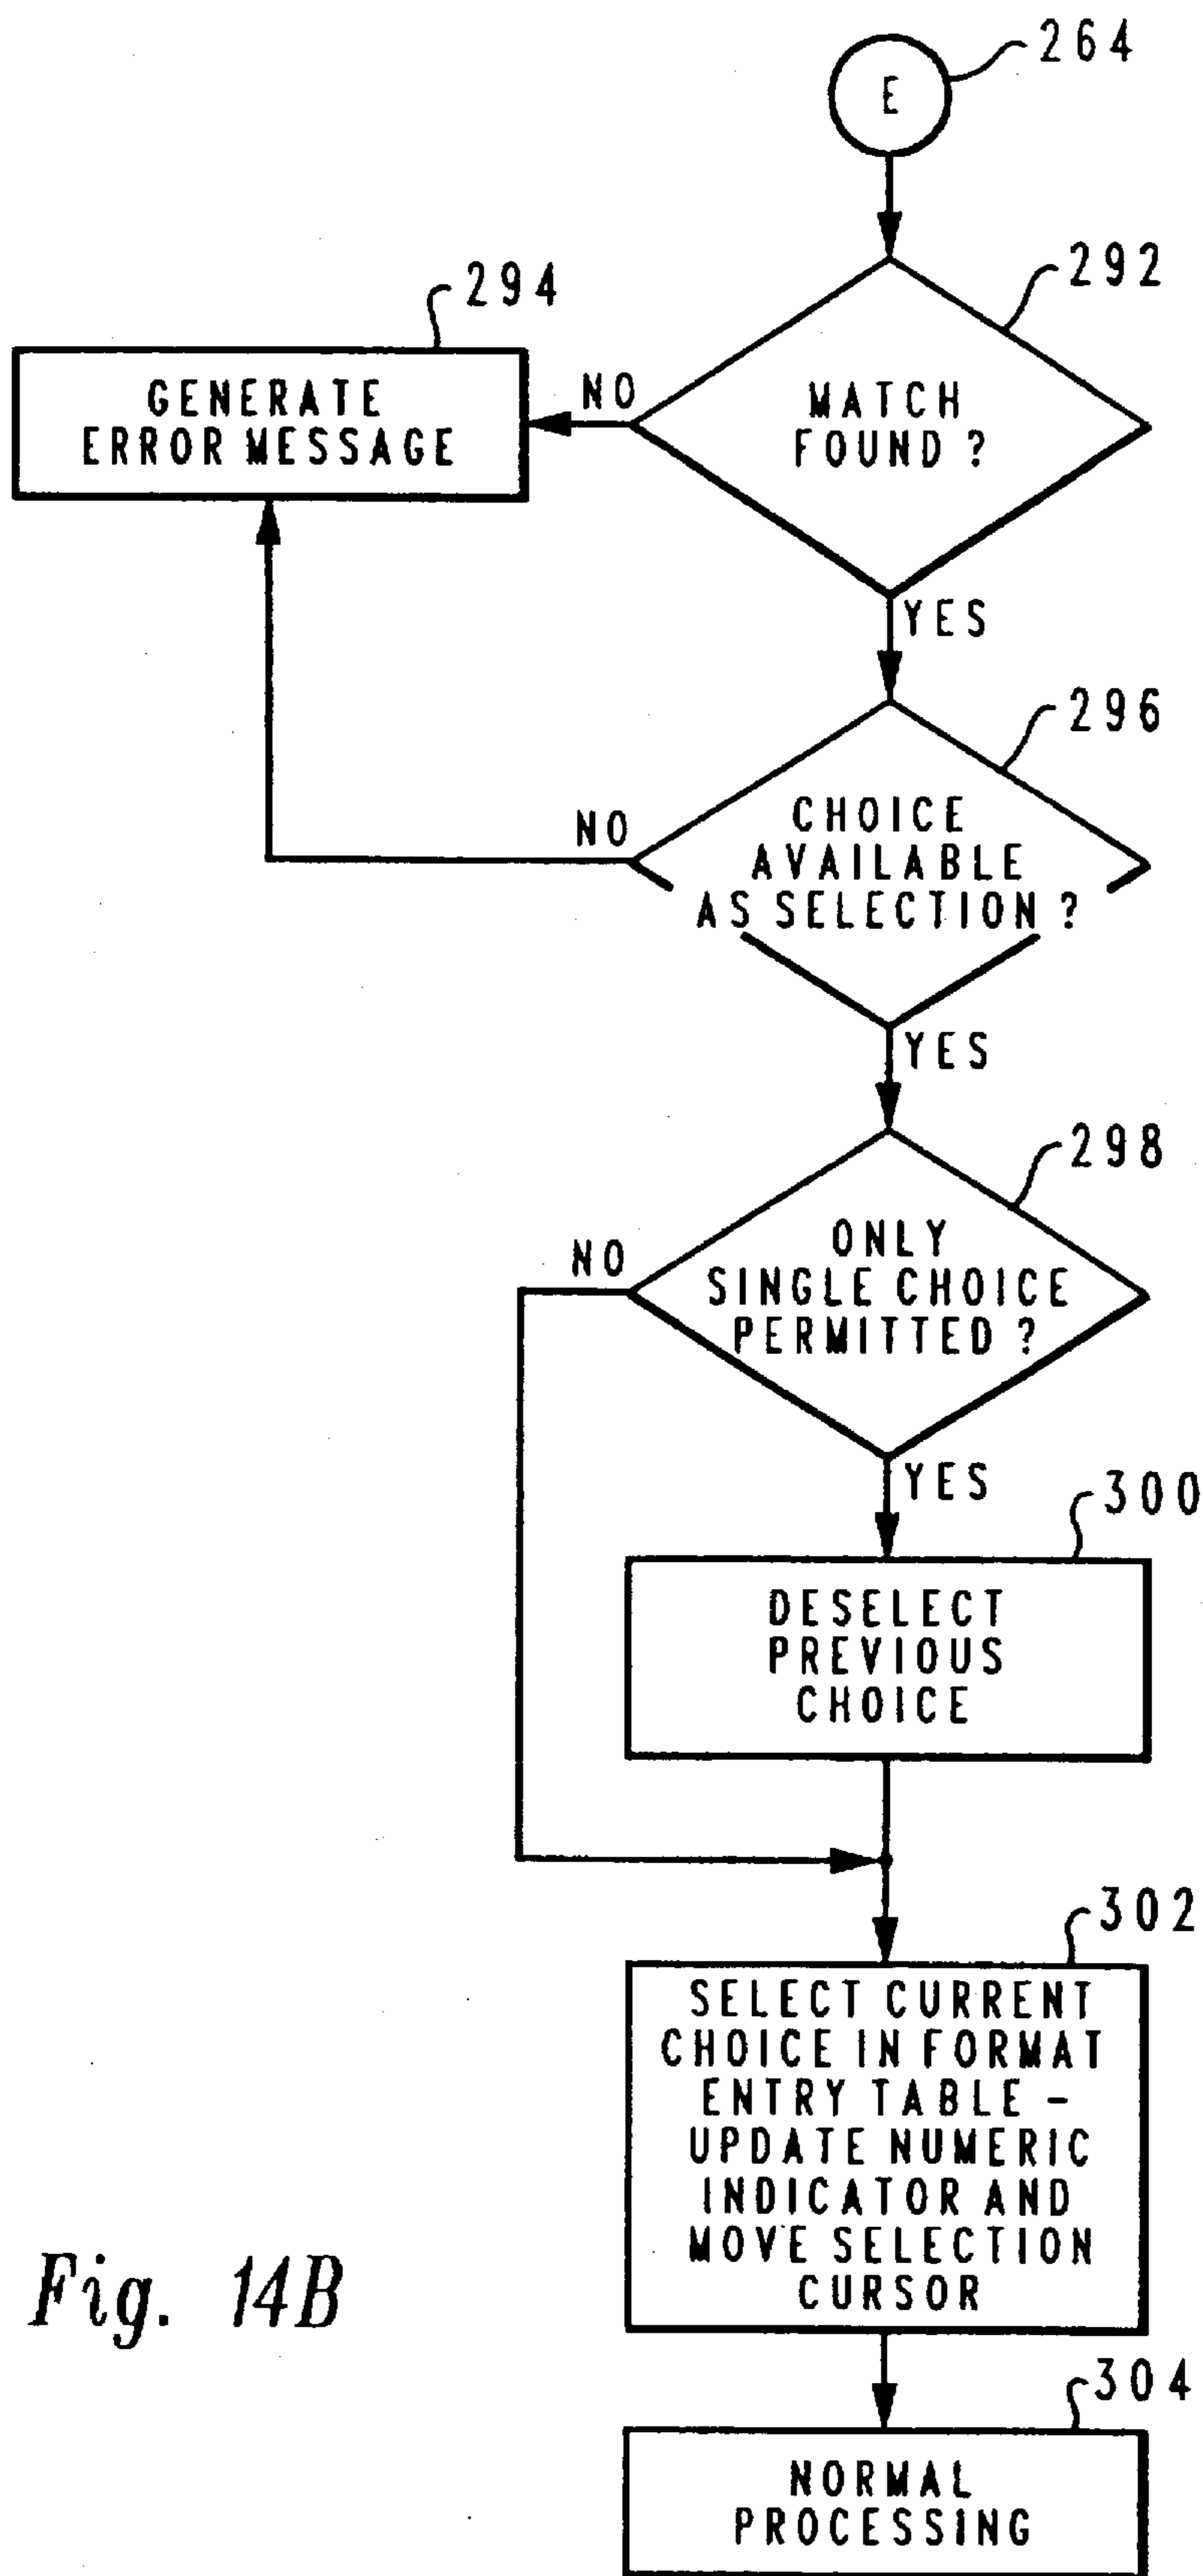 264
E
292
294
GENERATE
ERROR MESSAGE
NO
MATCH
FOUND ?
YES
296
NO
CHOICE
AVAILABLE
AS SELECTION ?
YES
298
NO
ONLY
SINGLE CHOICE
PERMITTED ?
YES
300
DESELECT
PREVIOUS
CHOICE
302
SELECT CURRENT
CHOICE IN FORMAT
ENTRY TABLE -
UPDATE NUMERIC
INDICATOR AND
MOVE SELECTION
CURSOR
Fig. 14B
304
NORMAL
PROCESSING